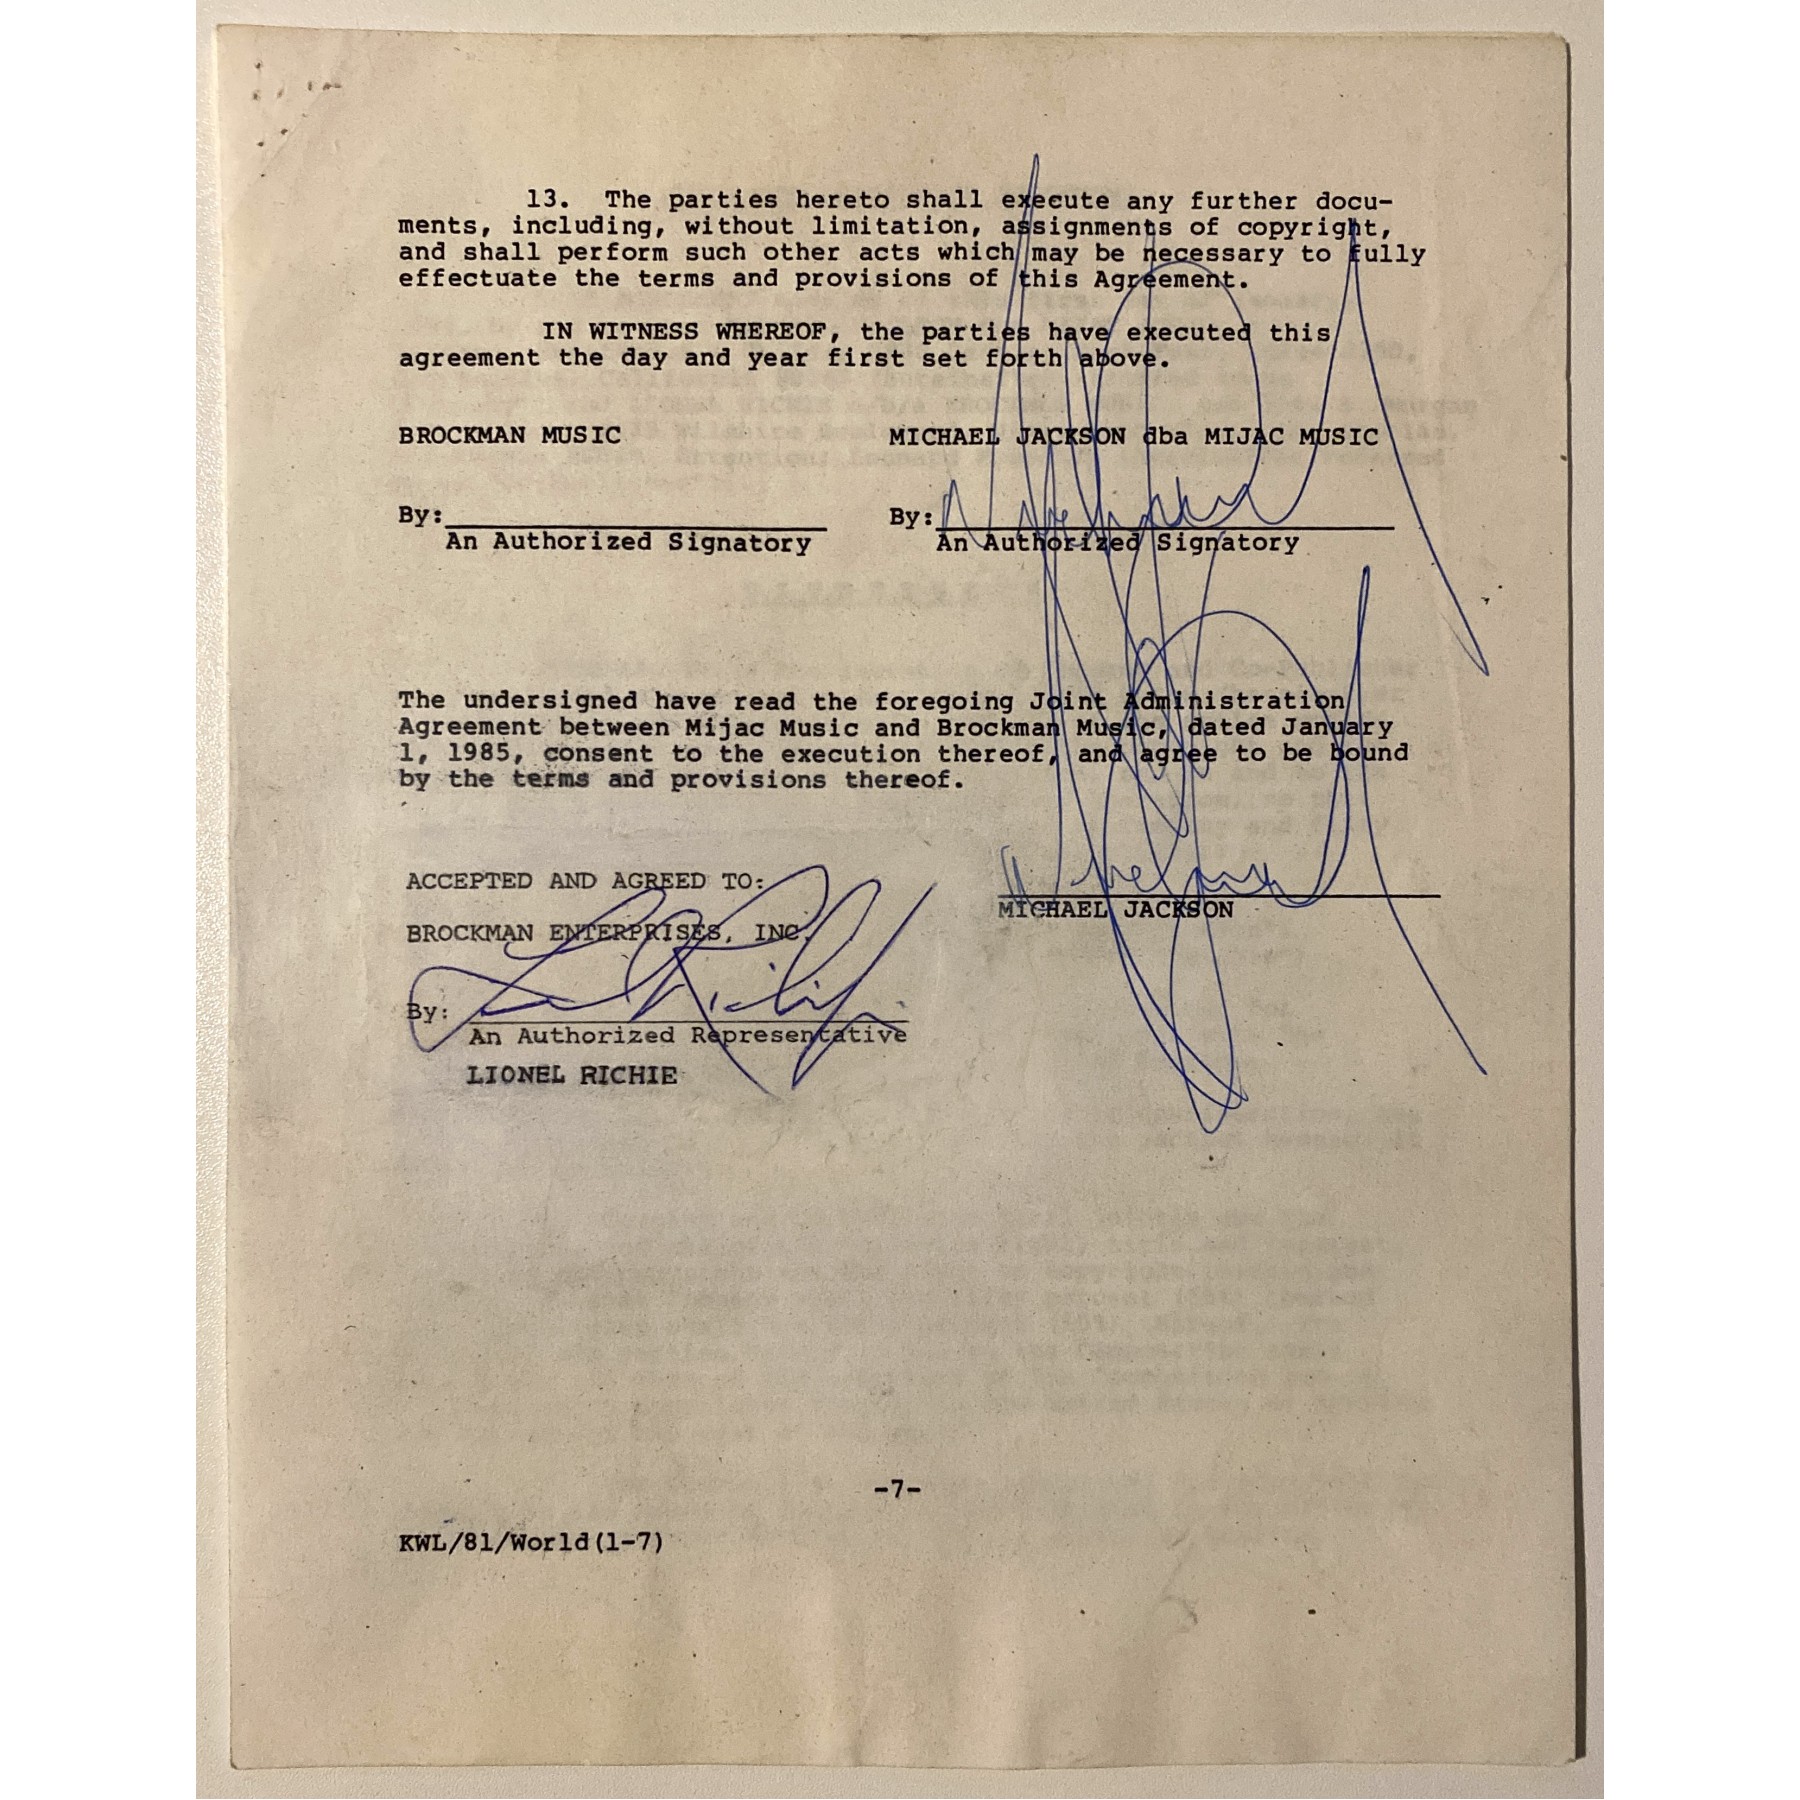 13. The parties hereto shall execute any further docu-
ments, including, without limitation, assignments of copyright,
and shall perform such other acts which may be necessary to fully
effectuate the terms and provisions of this Agreement.
IN WITNESS WHEREOF, the parties have executed this
agreement the day and year first set forth above.
BROCKMAN MUSIC
MICHAEL JACKSON dba MIJAC MUSIC
By:
An Authorized Signatory
By:
An Authorized Signatory
The undersigned have read the foregoing Joint Administration
Agreement between Mijac Music and Brockman Music, dated January
1, 1985, consent to the execution thereof, and agree to be bound
by the terms and provisions thereof.
ACCEPTED AND AGREED TO:
BROCKMAN ENTERPRISES, INC.
By:
An Authorized Representative
LIONEL RICHIE
MICHAEL JACKSON
-7-
KWL/81/World(1-7)